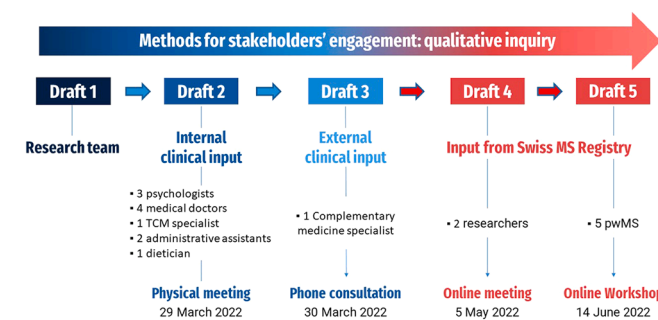 Methods for stakeholders' engagement: qualitative inquiry
Draft 1
Draft 2
Draft 3
Draft 4
Draft 5
Research team
Internal
clinical input
External
clinical input
Input from Swiss MS Registry
▪ 3 psychologists
▪ 4 medical doctors
▪ 1 TCM specialist
▪ 2 administrative assistants
▪ 1 dietician
▪ 1 Complementary
medicine specialist
▪ 2 researchers
▪ 5 pwMS
Physical meeting
29 March 2022
Phone consultation
30 March 2022
Online meeting
5 May 2022
Online Workshop
14 June 2022